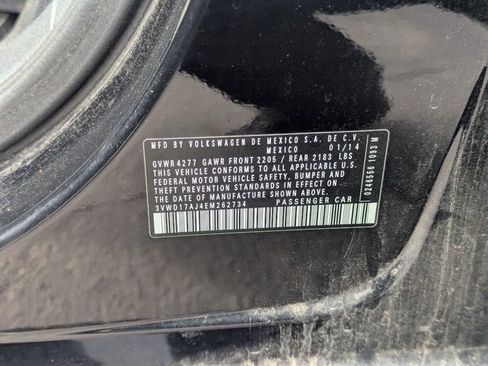 MFD BY VOLKSWAGEN DE MEXICO S.A. DE C.V.
MEXICO 01/14
GVWR 4277 GAWR FRONT 2205 / REAR 2183 LBS
THIS VEHICLE CONFORMS TO ALL APPLICABLE U.S.
FEDERAL MOTOR VEHICLE SAFETY, BUMPER AND
THEFT PREVENTION STANDARDS IN EFFECT ON
THE DATE OF MANUFACTURE SHOWN ABOVE.
3VWD17AJ4EM262734 PASSENGER CAR
0246556 1093 M